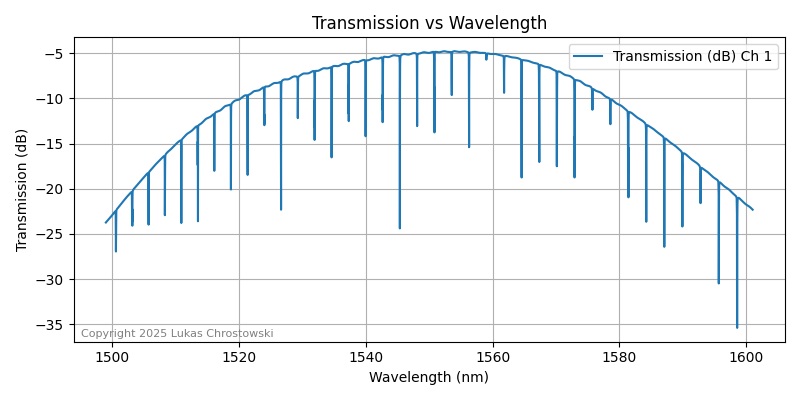 Transmission vs Wavelength
Transmission (dB) Ch 1
Transmission (dB)
−5
−10
−15
−20
−25
−30
−35
Copyright 2025 Lukas Chrostowski
1500 1520 1540 1560 1580 1600
Wavelength (nm)